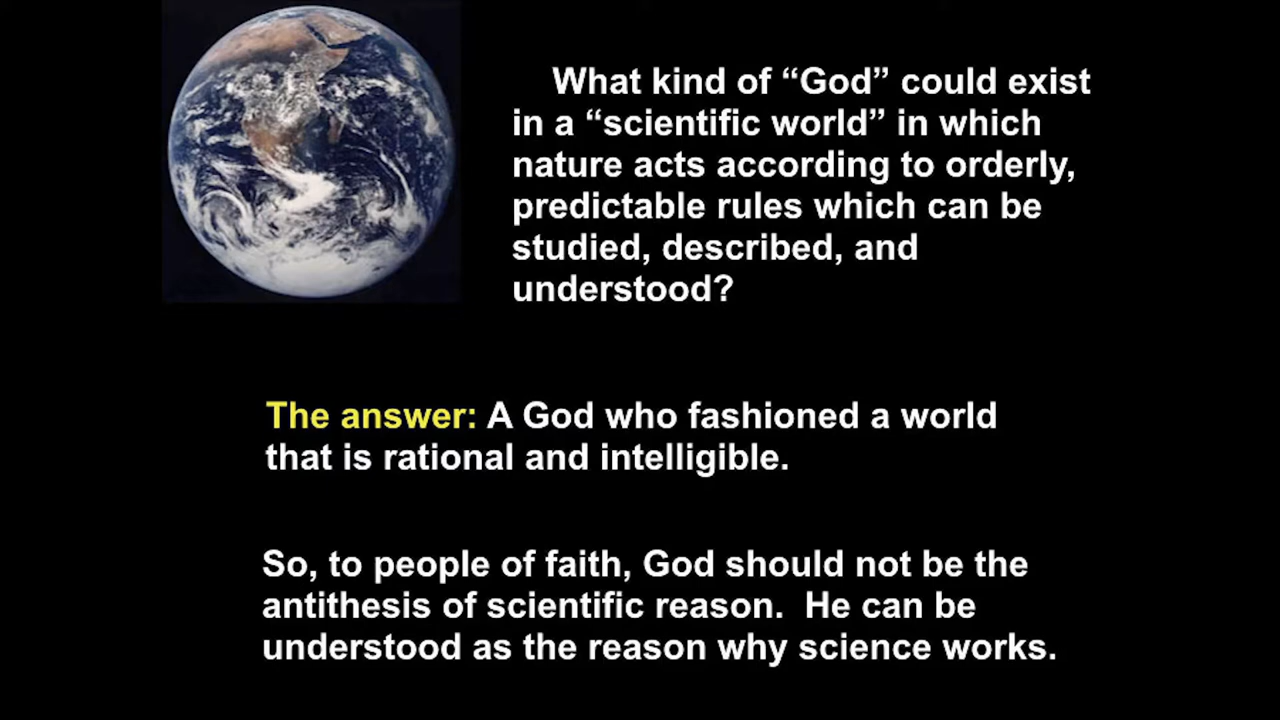 What kind of “God” could exist
in a “scientific world” in which
nature acts according to orderly,
predictable rules which can be
studied, described, and
understood?
The answer: A God who fashioned a world
that is rational and intelligible.
So, to people of faith, God should not be the
antithesis of scientific reason.  He can be
understood as the reason why science works.